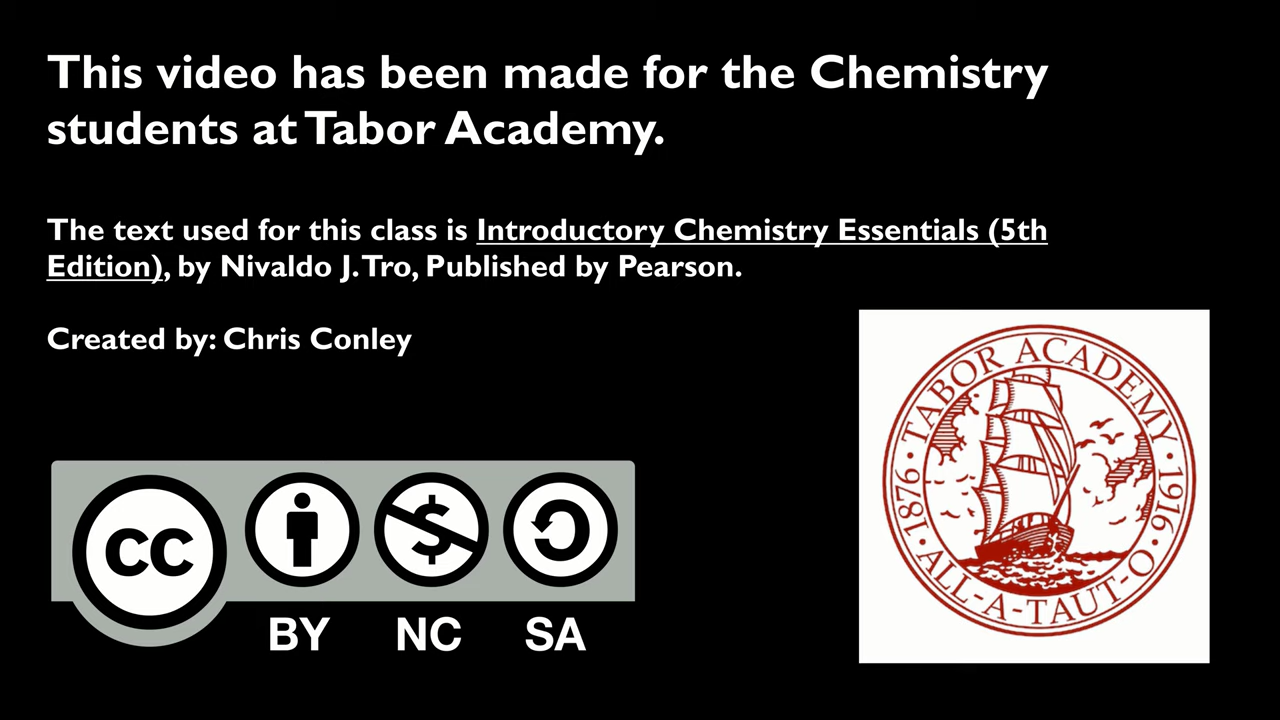 This video has been made for the Chemistry
students at Tabor Academy.
The text used for this class is Introductory Chemistry Essentials (5th
Edition), by Nivaldo J. Tro, Published by Pearson.
Created by: Chris Conley
CC
BY NC SA
TABOR ACADEMY
1876 · 1916
ALL-A-TAUT-O